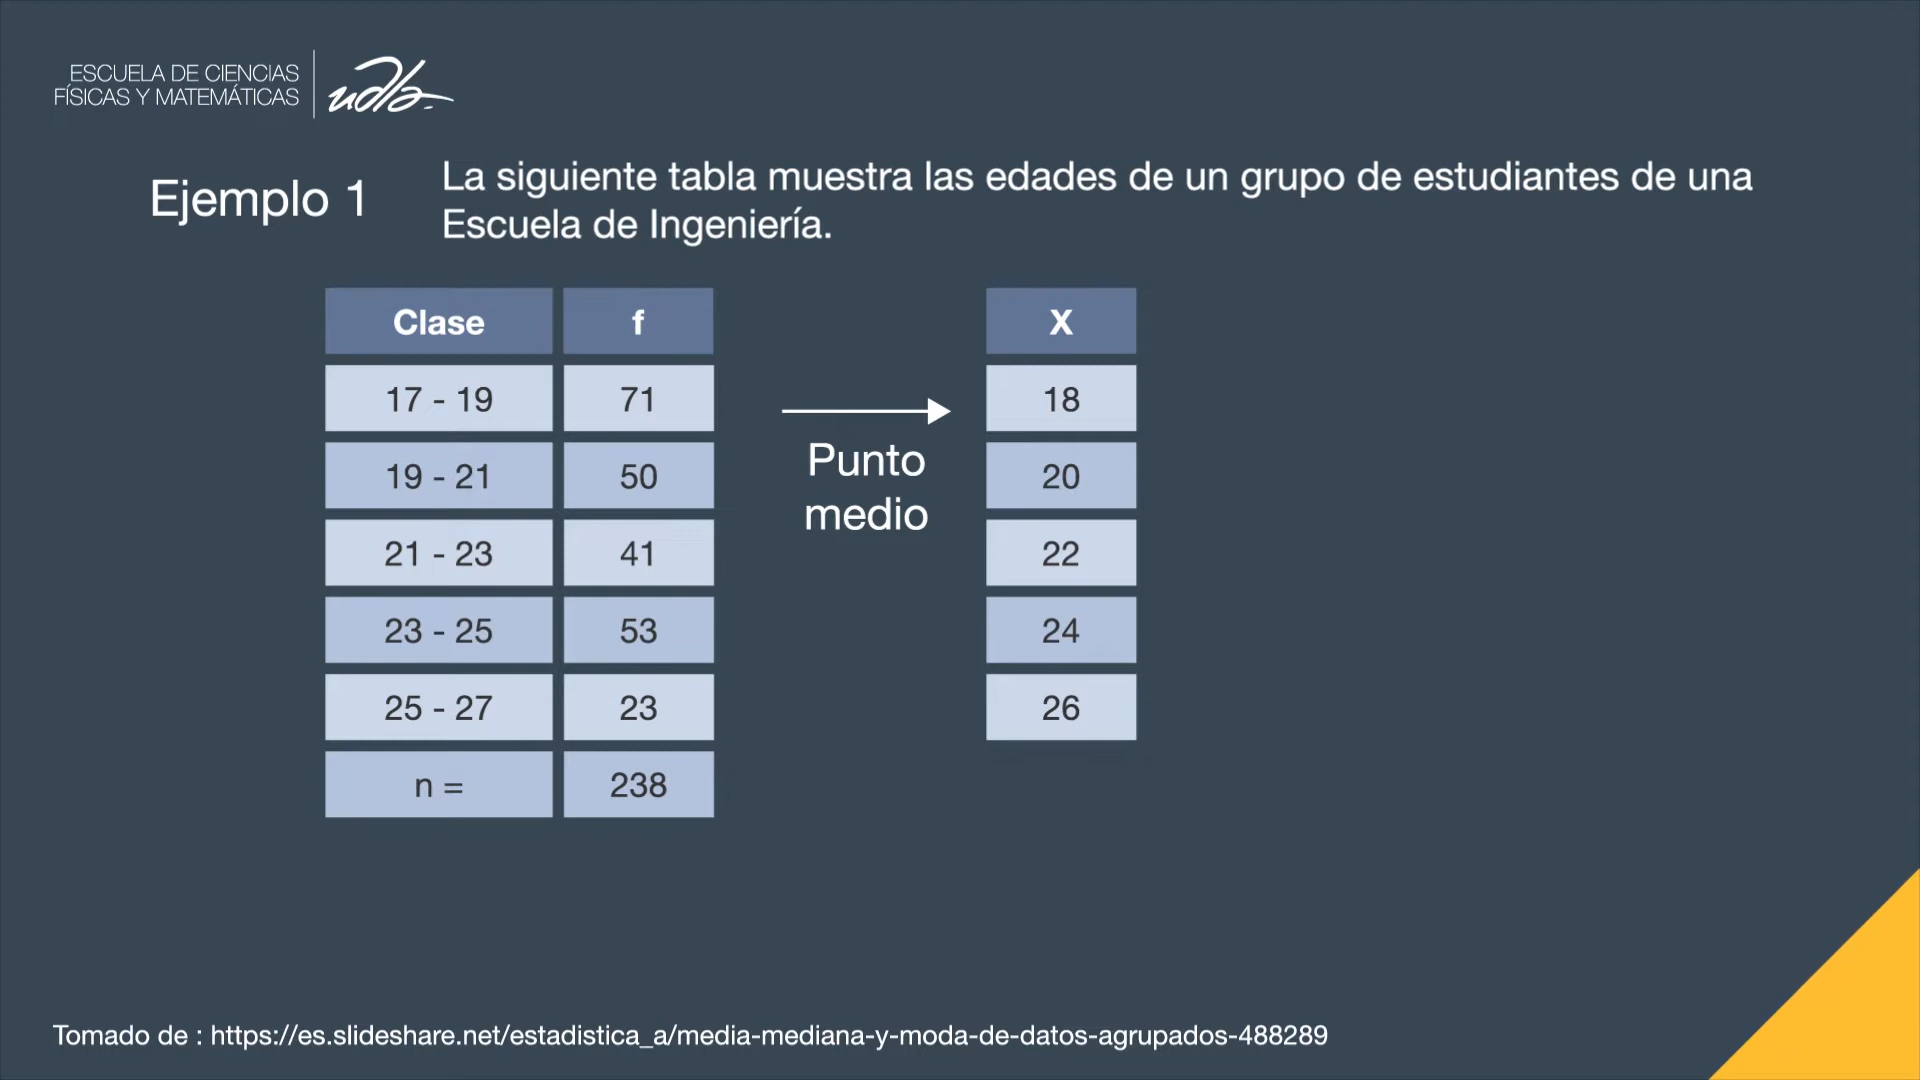 ESCUELA DE CIENCIAS
FÍSICAS Y MATEMÁTICAS
udla
Ejemplo 1
La siguiente tabla muestra las edades de un grupo de estudiantes de una
Escuela de Ingeniería.
Clase f X
17 - 19 71 18
19 - 21 50 20
21 - 23 41 22
23 - 25 53 24
25 - 27 23 26
n = 238
Punto
medio
Tomado de : https://es.slideshare.net/estadistica_a/media-mediana-y-moda-de-datos-agrupados-488289